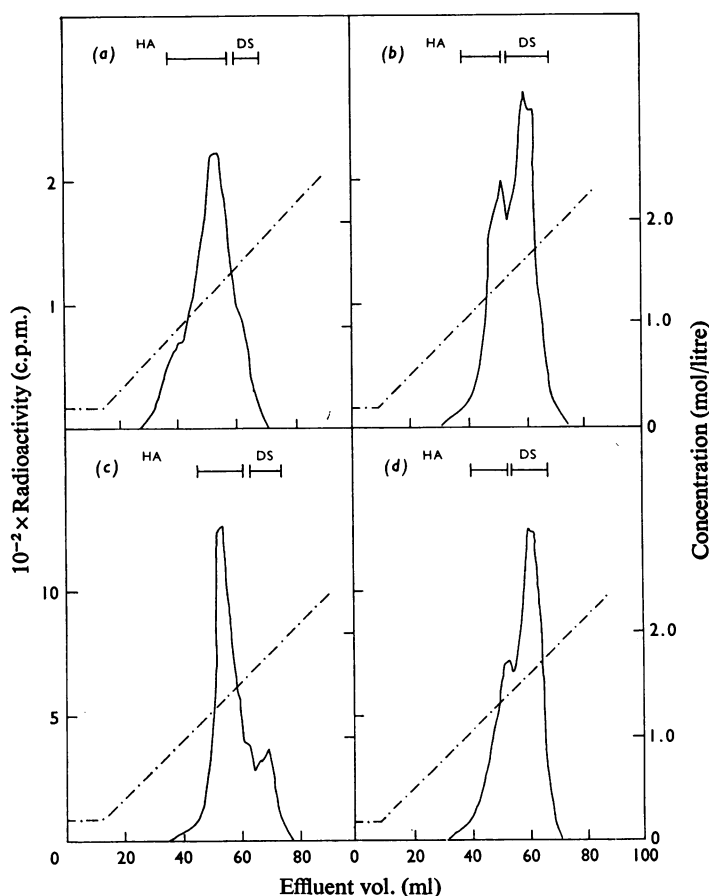 (a) HA DS
(b) HA DS
2
1
2.0
1.0
0
(c) HA DS
(d) HA DS
10
5
2.0
1.0
0
0 20 40 60 80
0 20 40 60 80 100
10⁻² × Radioactivity (c.p.m.)
Concentration (mol/litre)
Effluent vol. (ml)